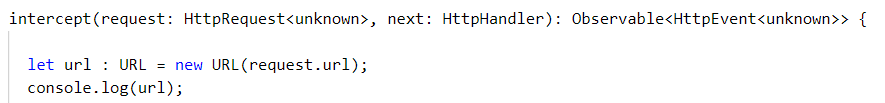 intercept(request: HttpRequest<unknown>, next: HttpHandler): Observable<HttpEvent<unknown>> {
let url : URL = new URL(request.url);
console.log(url);